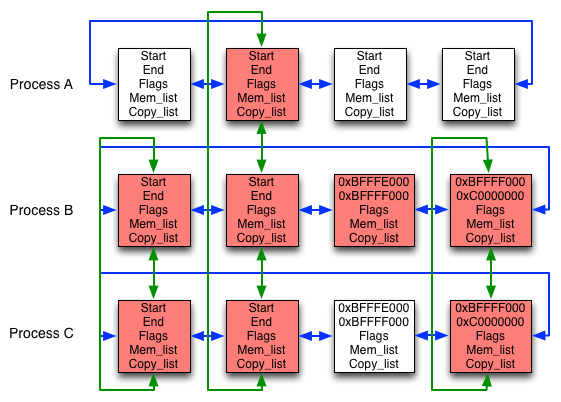 Process A
Start
End
Flags
Mem_list
Copy_list
Start
End
Flags
Mem_list
Copy_list
Start
End
Flags
Mem_list
Copy_list
Start
End
Flags
Mem_list
Copy_list
Process B
Start
End
Flags
Mem_list
Copy_list
Start
End
Flags
Mem_list
Copy_list
0xBFFFE000
0xBFFFF000
Flags
Mem_list
Copy_list
0xBFFFF000
0xC0000000
Flags
Mem_list
Copy_list
Process C
Start
End
Flags
Mem_list
Copy_list
Start
End
Flags
Mem_list
Copy_list
0xBFFFE000
0xBFFFF000
Flags
Mem_list
Copy_list
0xBFFFF000
0xC0000000
Flags
Mem_list
Copy_list